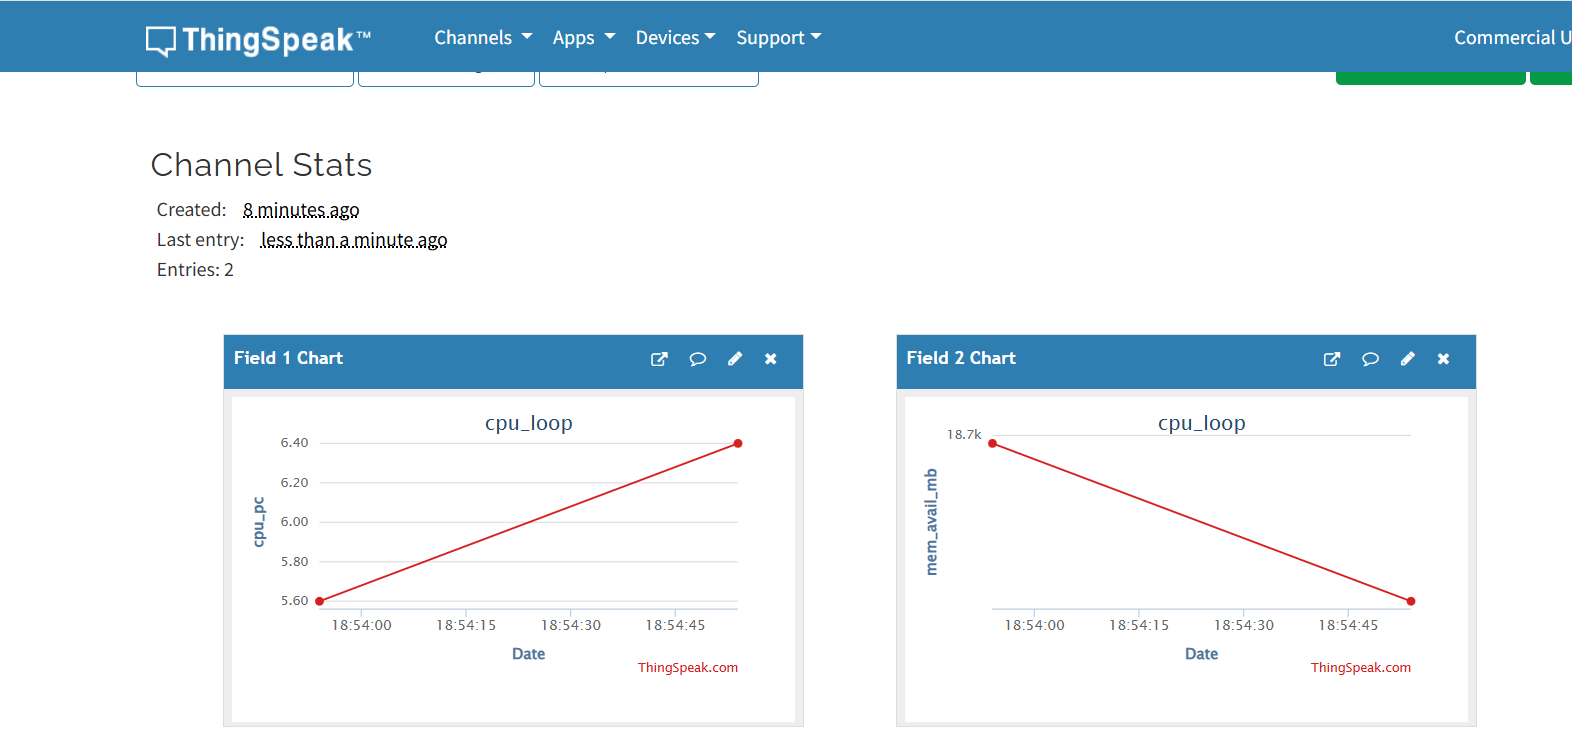 ThingSpeak™ Channels Apps Devices Support Commercial U
Channel Stats
Created: 8 minutes ago
Last entry: less than a minute ago
Entries: 2
Field 1 Chart
cpu_loop
6.40
6.20
6.00
5.80
5.60
cpu_pc
18:54:00 18:54:15 18:54:30 18:54:45
Date
ThingSpeak.com
Field 2 Chart
cpu_loop
18.7k
mem_avail_mb
18:54:00 18:54:15 18:54:30 18:54:45
Date
ThingSpeak.com